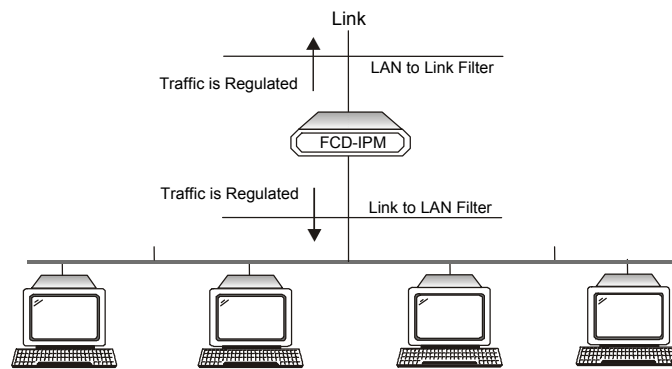 Link
LAN to Link Filter
Traffic is Regulated
FCD-IPM
Traffic is Regulated
Link to LAN Filter